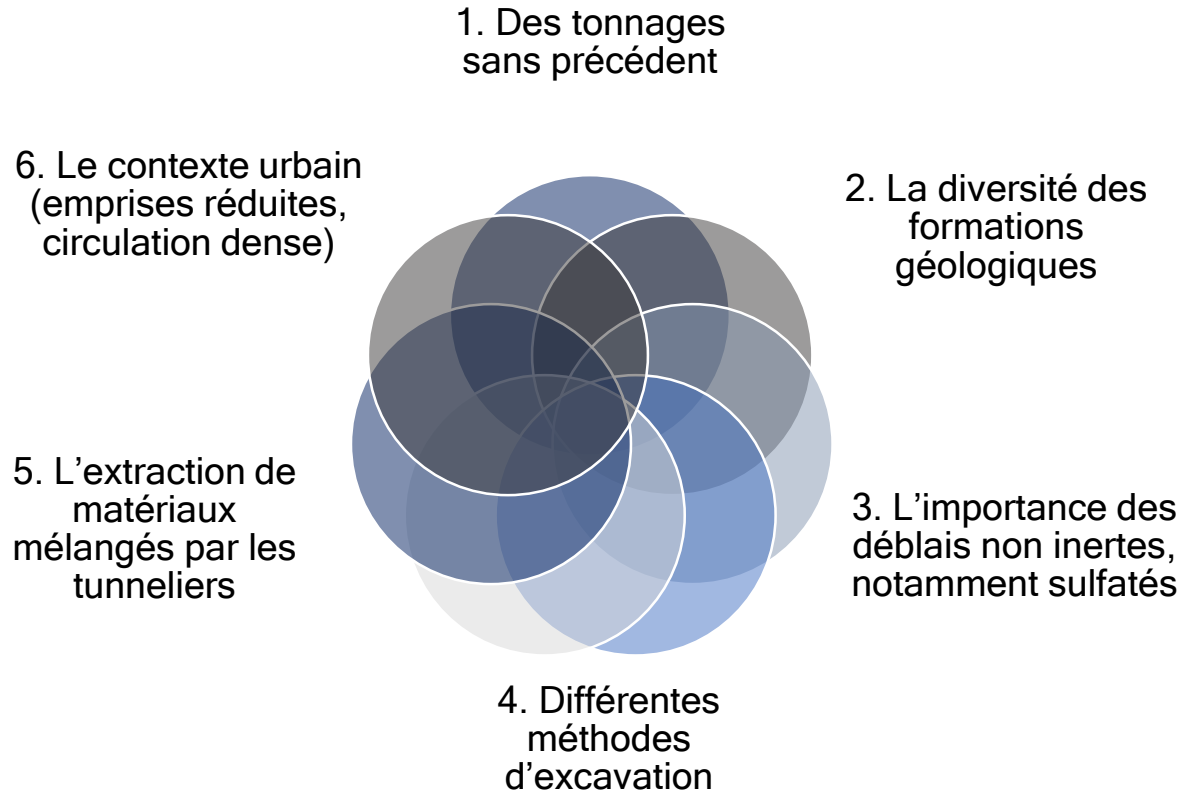 1. Des tonnages
sans précédent
2. La diversité des
formations
géologiques
3. L’importance des
déblais non inertes,
notamment sulfatés
4. Différentes
méthodes
d’excavation
5. L’extraction de
matériaux
mélangés par les
tunneliers
6. Le contexte urbain
(emprises réduites,
circulation dense)